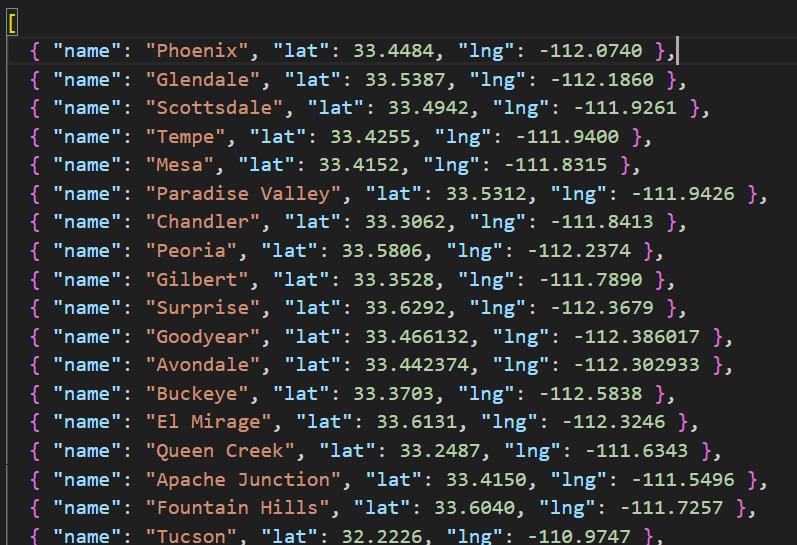 [
{ "name": "Phoenix", "lat": 33.4484, "lng": -112.0740 },
{ "name": "Glendale", "lat": 33.5387, "lng": -112.1860 },
{ "name": "Scottsdale", "lat": 33.4942, "lng": -111.9261 },
{ "name": "Tempe", "lat": 33.4255, "lng": -111.9400 },
{ "name": "Mesa", "lat": 33.4152, "lng": -111.8315 },
{ "name": "Paradise Valley", "lat": 33.5312, "lng": -111.9426 },
{ "name": "Chandler", "lat": 33.3062, "lng": -111.8413 },
{ "name": "Peoria", "lat": 33.5806, "lng": -112.2374 },
{ "name": "Gilbert", "lat": 33.3528, "lng": -111.7890 },
{ "name": "Surprise", "lat": 33.6292, "lng": -112.3679 },
{ "name": "Goodyear", "lat": 33.466132, "lng": -112.386017 },
{ "name": "Avondale", "lat": 33.442374, "lng": -112.302933 },
{ "name": "Buckeye", "lat": 33.3703, "lng": -112.5838 },
{ "name": "El Mirage", "lat": 33.6131, "lng": -112.3246 },
{ "name": "Queen Creek", "lat": 33.2487, "lng": -111.6343 },
{ "name": "Apache Junction", "lat": 33.4150, "lng": -111.5496 },
{ "name": "Fountain Hills", "lat": 33.6040, "lng": -111.7257 },
{ "name": "Tucson", "lat": 32.2226, "lng": -110.9747 },